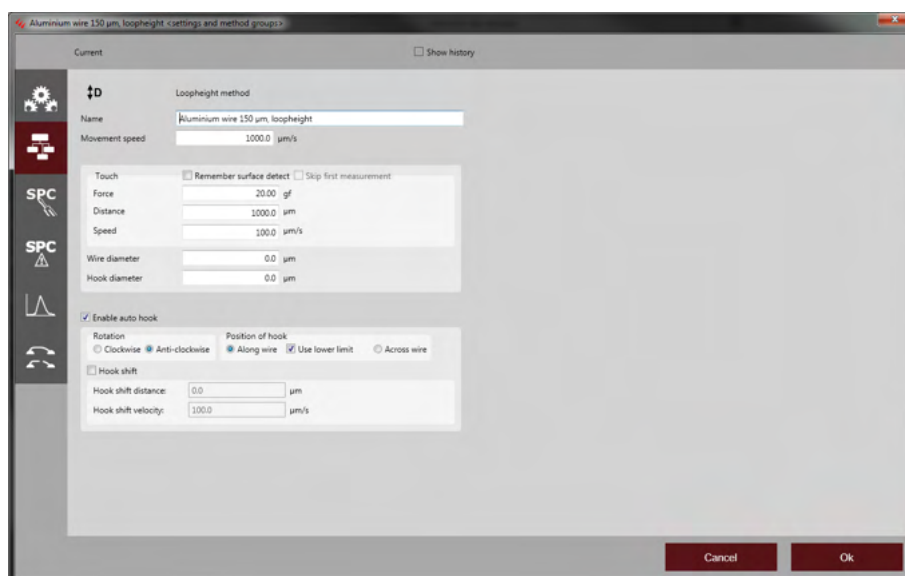 Aluminium wire 150 µm, loopheight <settings and method groups>
Current Show history
D Loopheight method
Name Aluminium wire 150 µm, loopheight
Movement speed 1000.0 µm/s
Touch Remember surface detect Skip first measurement
Force 20.00 gf
Distance 1000.0 µm
Speed 100.0 µm/s
Wire diameter 0.0 µm
Hook diameter 0.0 µm
Enable auto hook
Rotation Position of hook
Clockwise Anti-clockwise Along wire Use lower limit Across wire
Hook shift
Hook shift distance: 0.0 µm
Hook shift velocity: 100.0 µm/s
SPC
SPC
Cancel Ok